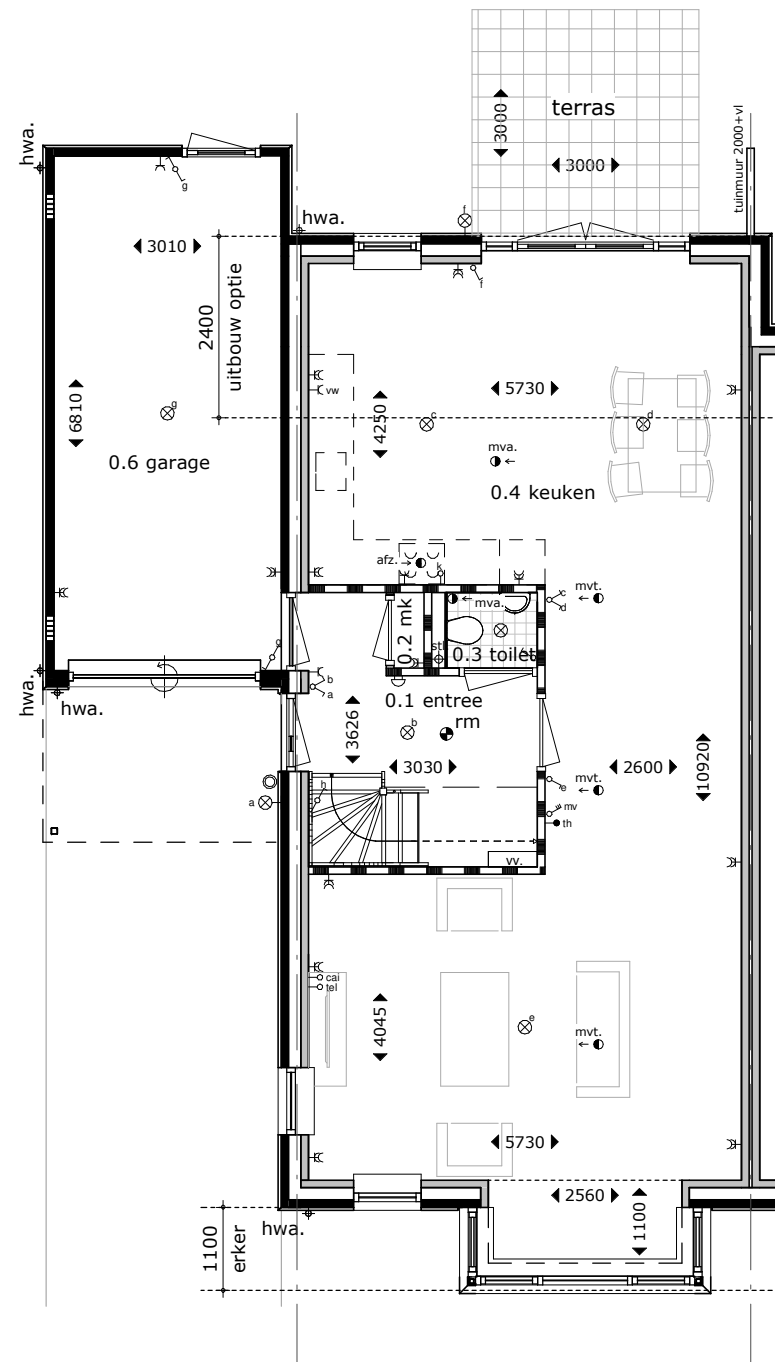 terras
3000
3000
tuinmuur 2000+vl
hwa.
hwa.
g
f
f
3010
2400
uitbouw optie
6810
g
0.6 garage
vw
5730
4250
c
d
mva.
0.4 keuken
afz.
k
mva.
c
d
mvt.
0.2 mk
stl
0.3 toilet
g
b
a
hwa.
hwa.
0.1 entree
rm
b
3626
3030
2600
10920
e
mvt.
mv
th
a
h
vv.
cai
tel
4045
e
mvt.
5730
2560
1100
1100
erker
hwa.